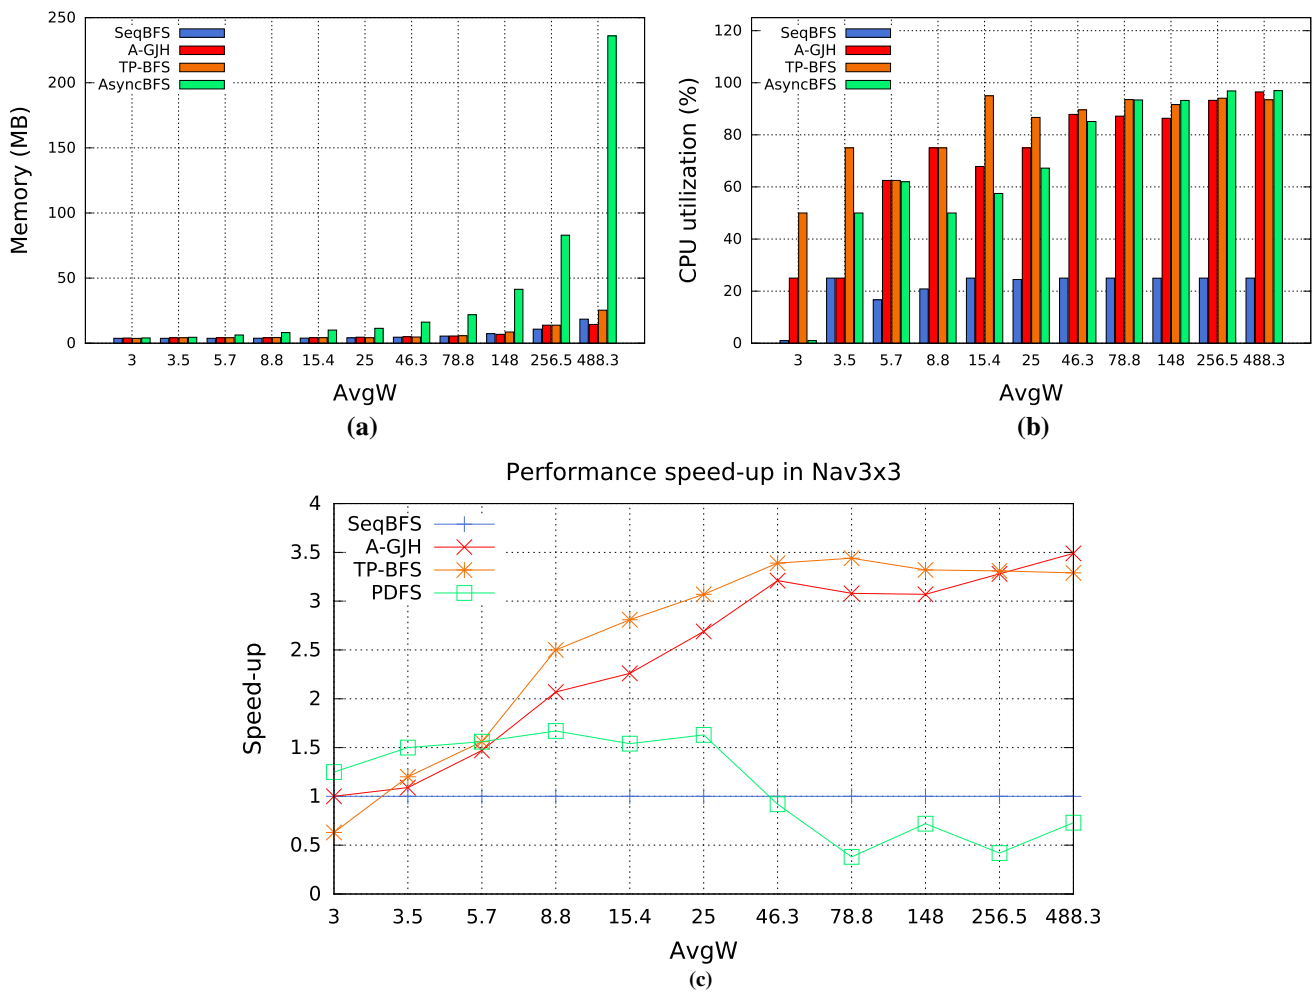 250
200
150
100
50
0
Memory (MB)
SeqBFS
A-GJH
TP-BFS
AsyncBFS
3 3.5 5.7 8.8 15.4 25 46.3 78.8 148 256.5 488.3
AvgW
(a)
120
100
80
60
40
20
0
CPU utilization (%)
SeqBFS
A-GJH
TP-BFS
AsyncBFS
3 3.5 5.7 8.8 15.4 25 46.3 78.8 148 256.5 488.3
AvgW
(b)
Performance speed-up in Nav3x3
4
3.5
3
2.5
2
1.5
1
0.5
0
Speed-up
SeqBFS
A-GJH
TP-BFS
PDFS
3 3.5 5.7 8.8 15.4 25 46.3 78.8 148 256.5 488.3
AvgW
(c)